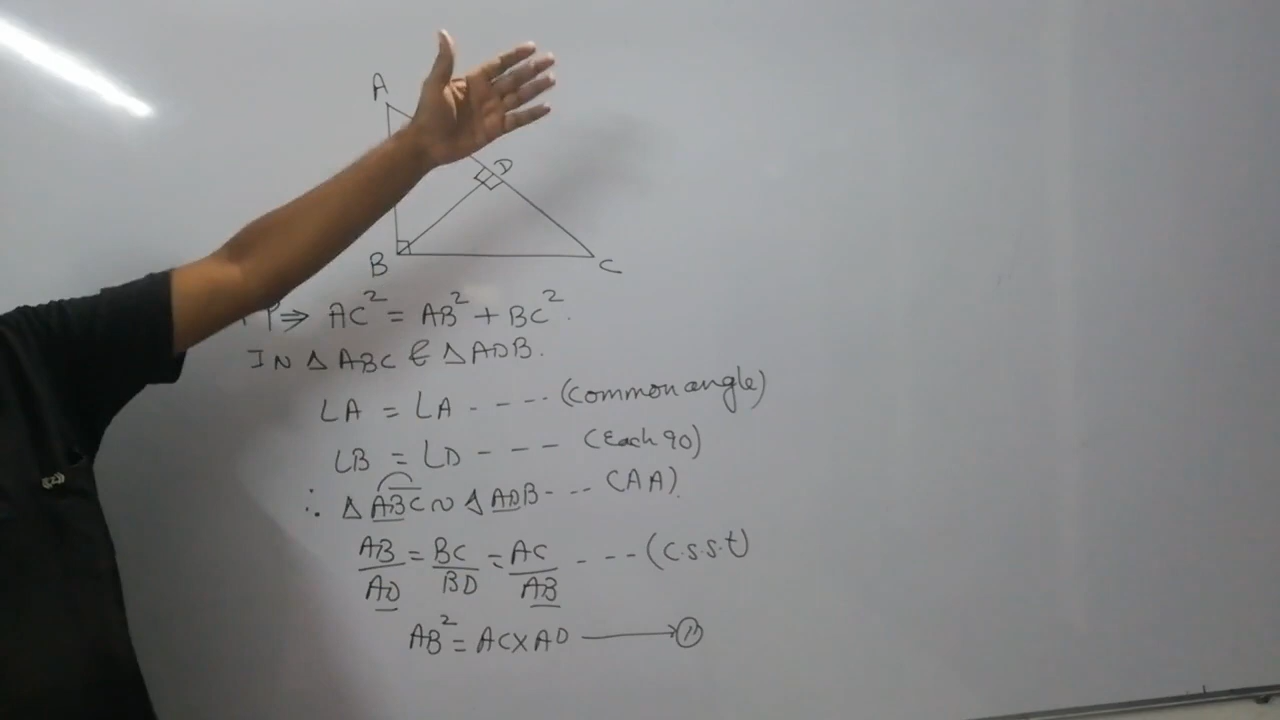 A
D
B
C
P⇒ AC² = AB² + BC².
IN △ ABC & △ADB.
∠A = ∠A - - - - (common angle)
∠B = ∠D - - - (Each 90)
∴ △ ABC ~ △ ADB - - - (AA).
AB/AD = BC/BD = AC/AB - - - (c.s.s.t)
AB² = AC×AD ⟶ ①